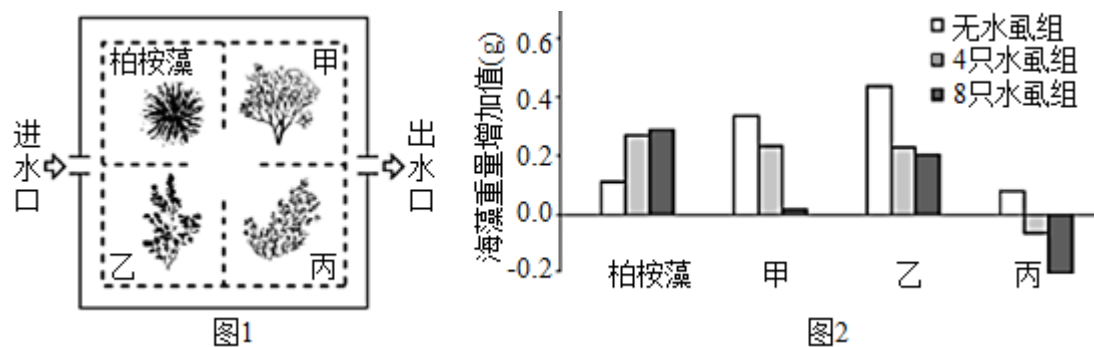 柏桉藻
甲
乙
丙
进水口
出水口
图1
海藻重量增加值(g)
0.6
0.4
0.2
0.0
-0.2
无水虱组
4只水虱组
8只水虱组
柏桉藻
甲
乙
丙
图2